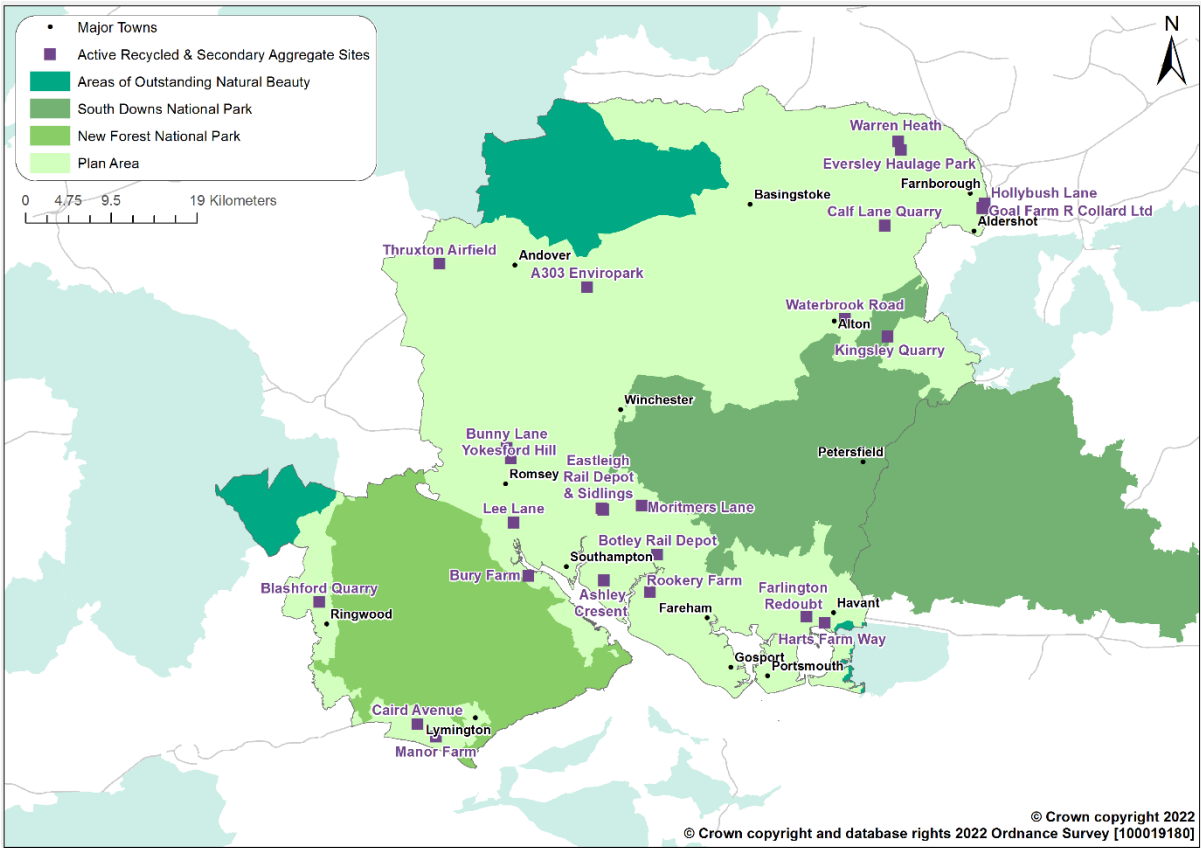 Major Towns
Active Recycled & Secondary Aggregate Sites
Areas of Outstanding Natural Beauty
South Downs National Park
New Forest National Park
Plan Area
0 4.75 9.5 19 Kilometers
N
Warren Heath
Eversley Haulage Park
Farnborough
Hollybush Lane
Goal Farm R Collard Ltd
Aldershot
Basingstoke
Calf Lane Quarry
Thruxton Airfield
Andover
A303 Enviropark
Waterbrook Road
Alton
Kingsley Quarry
Winchester
Petersfield
Bunny Lane
Yokesford Hill
Romsey
Eastleigh
Rail Depot
& Sidlings
Moritmers Lane
Lee Lane
Botley Rail Depot
Southampton
Bury Farm
Ashley
Cresent
Rookery Farm
Fareham
Farlington
Redoubt
Havant
Harts Farm Way
Blashford Quarry
Ringwood
Gosport
Portsmouth
Caird Avenue
Lymington
Manor Farm
© Crown copyright 2022
© Crown copyright and database rights 2022 Ordnance Survey [100019180]